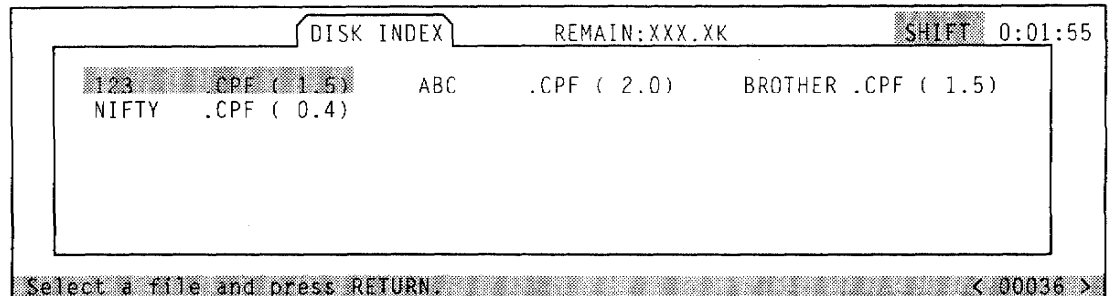 DISK INDEX REMAIN:XXX.XK SHIFT 0:01:55
123 .CPF ( 1.5) ABC .CPF ( 2.0) BROTHER .CPF ( 1.5)
NIFTY .CPF ( 0.4)
Select a file and press RETURN. < 00036 >